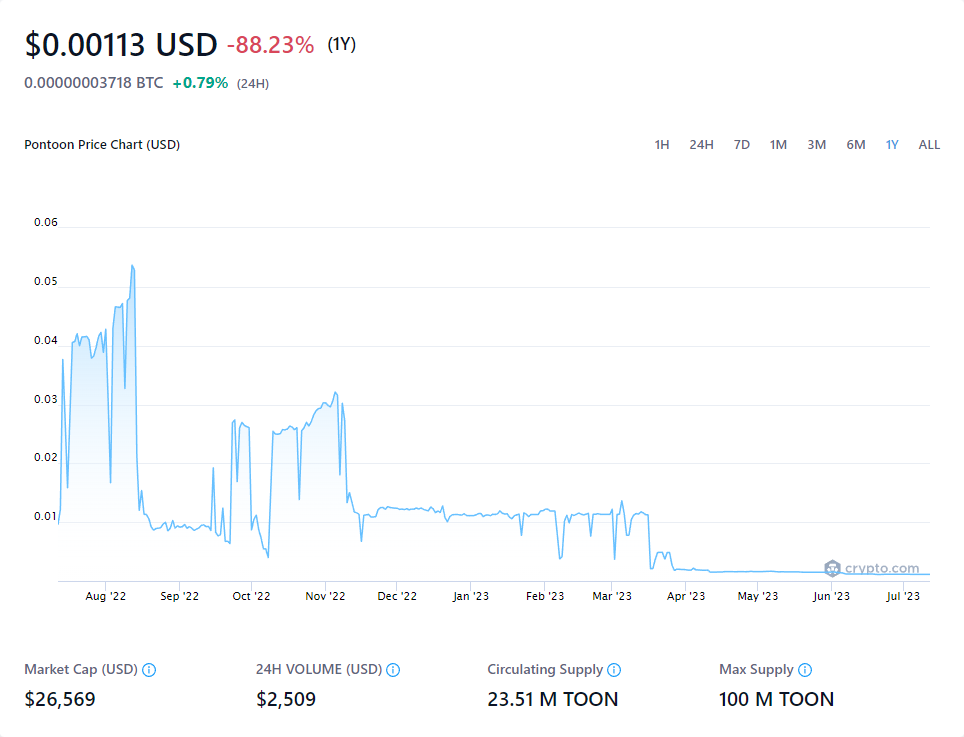 $0.00113 USD -88.23% (1Y)
0.00000003718 BTC +0.79% (24H)
Pontoon Price Chart (USD) 1H 24H 7D 1M 3M 6M 1Y ALL
0.06
0.05
0.04
0.03
0.02
0.01
crypto.com
Aug '22 Sep '22 Oct '22 Nov '22 Dec '22 Jan '23 Feb '23 Mar '23 Apr '23 May '23 Jun '23 Jul '23
Market Cap (USD) 24H VOLUME (USD) Circulating Supply Max Supply
$26,569 $2,509 23.51 M TOON 100 M TOON